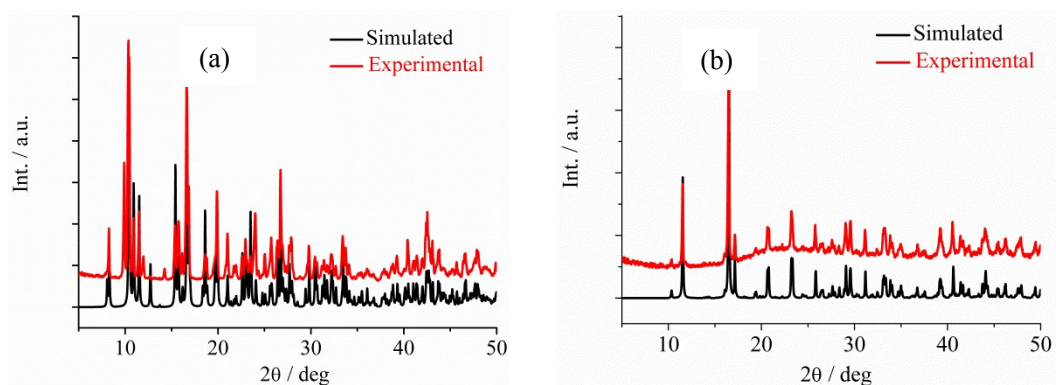 (a)
Simulated
Experimental
Int. / a.u.
10 20 30 40 50
2θ / deg
(b)
Simulated
Experimental
Int. / a.u.
10 20 30 40 50
2θ / deg